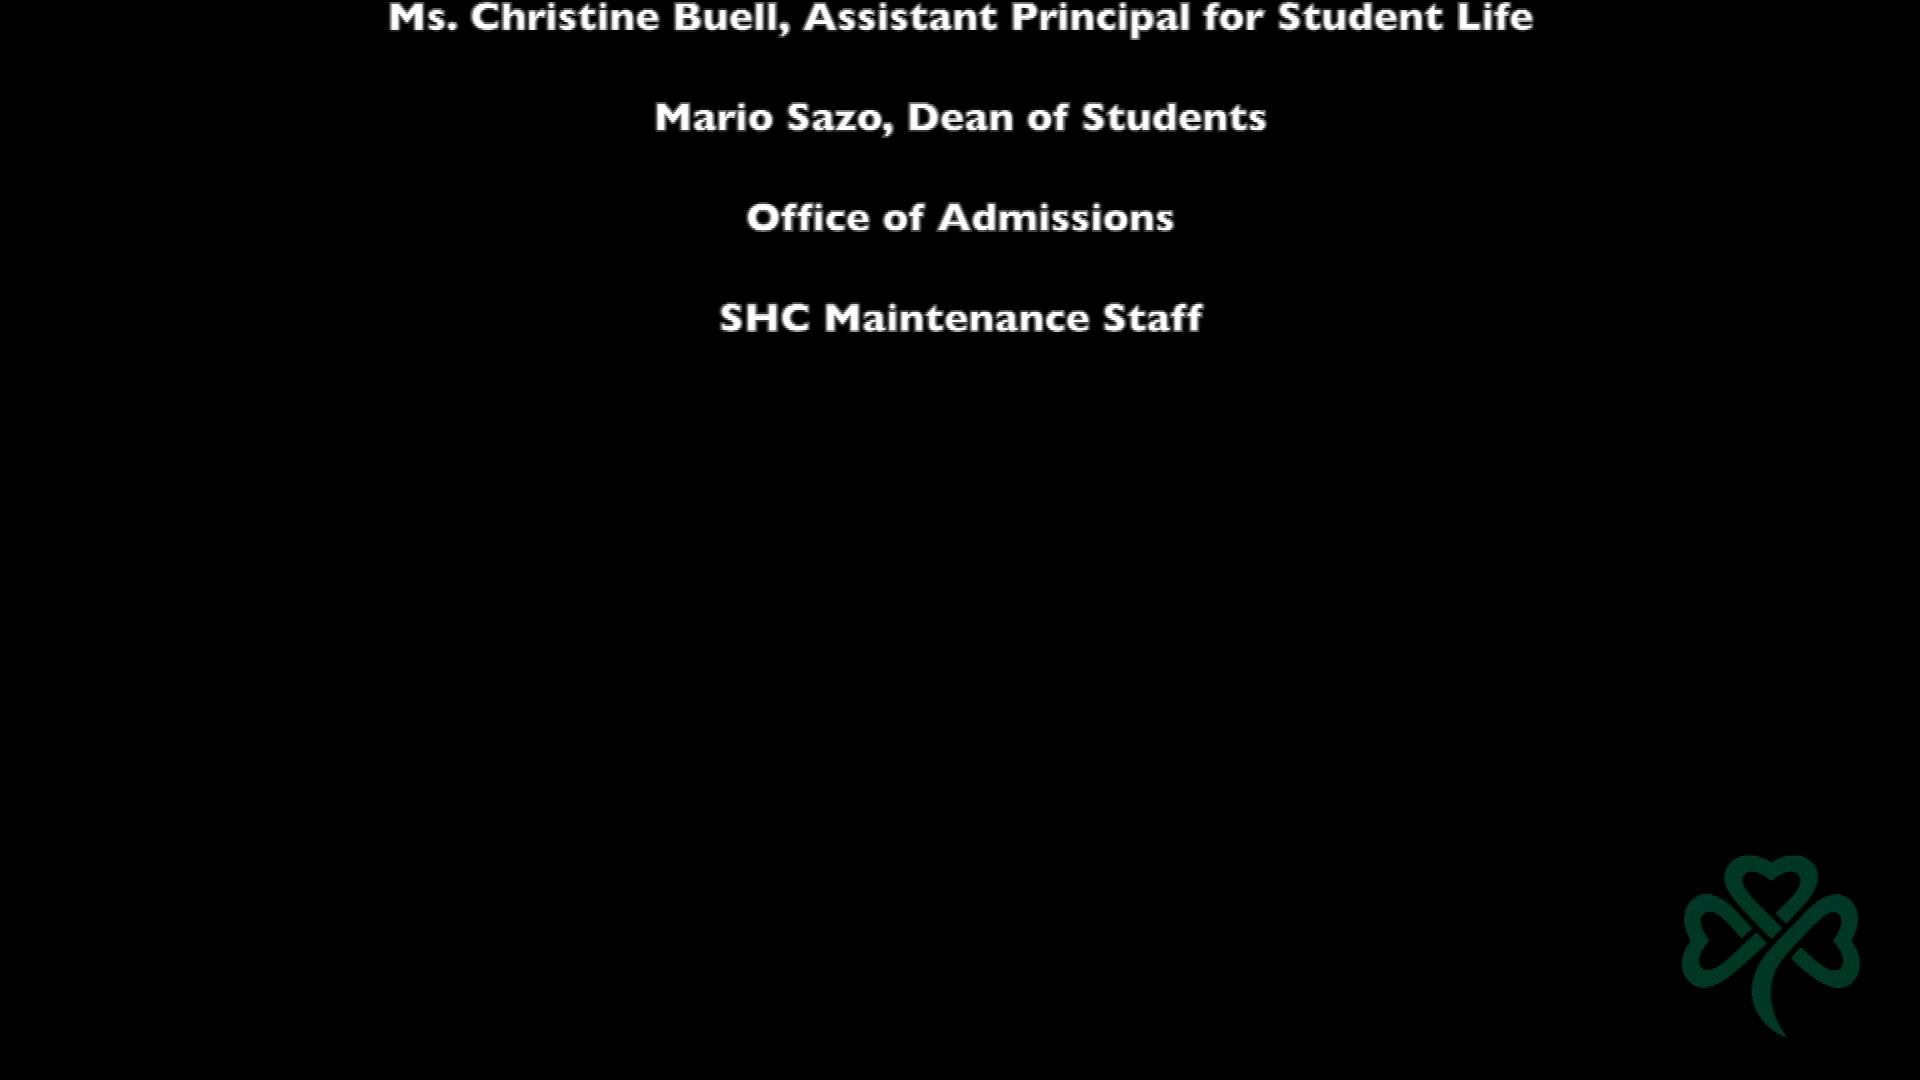 Ms. Christine Buell, Assistant Principal for Student Life
Mario Sazo, Dean of Students
Office of Admissions
SHC Maintenance Staff